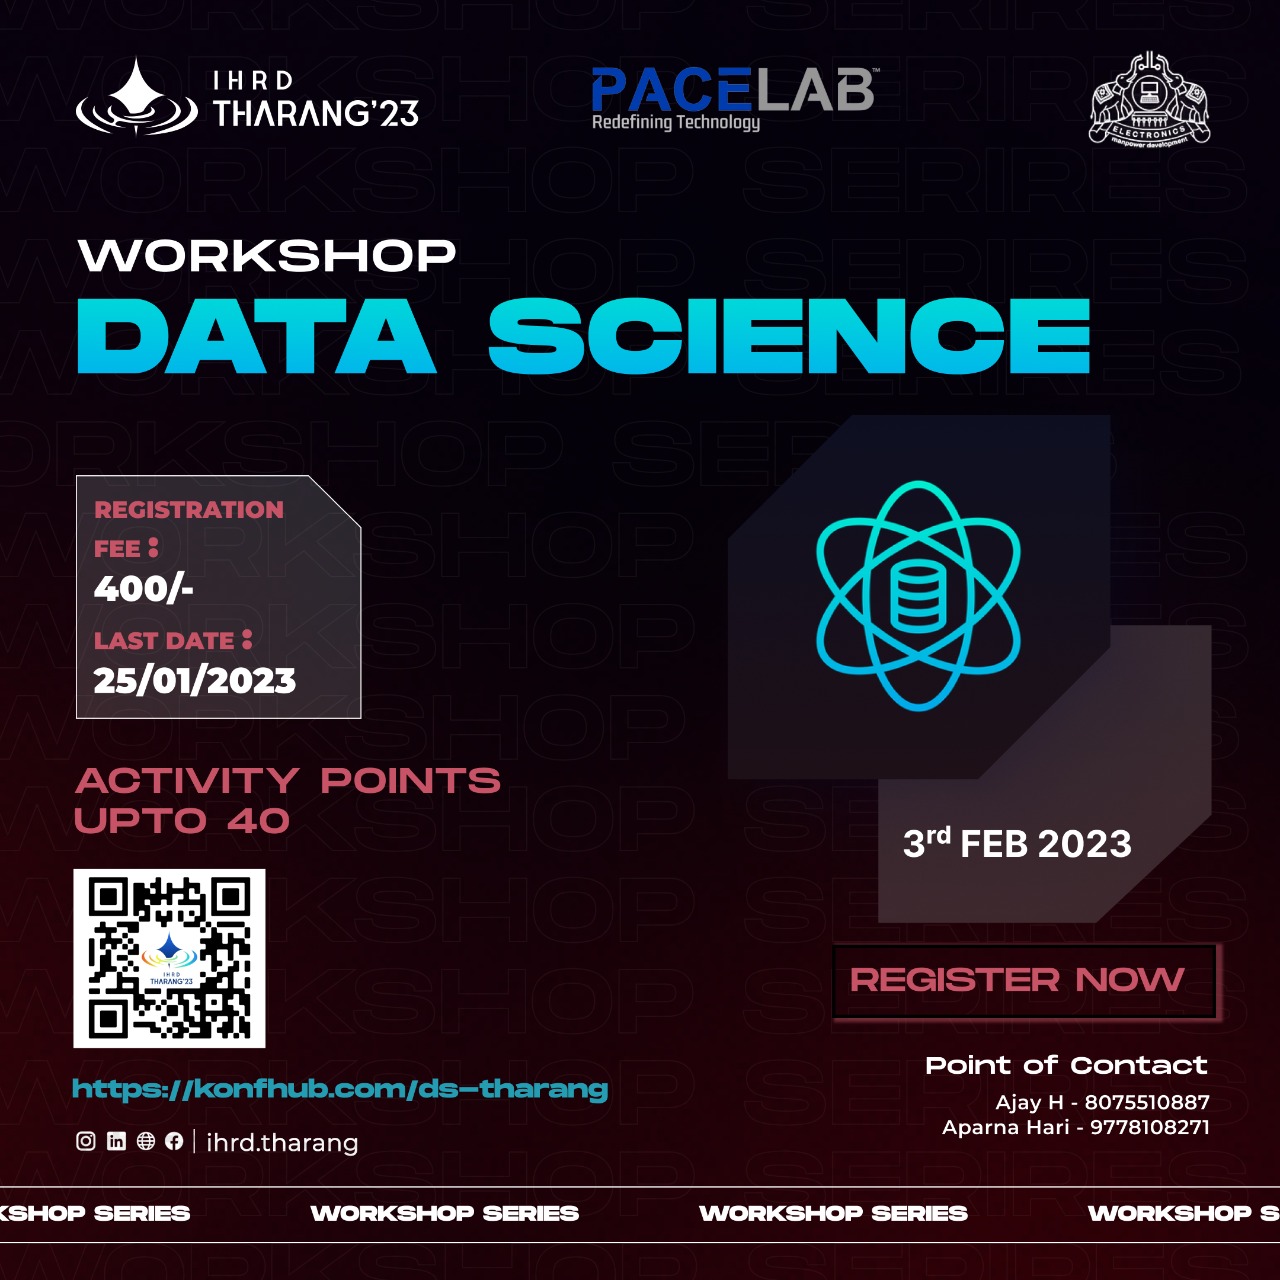 IHRD
THARANG'23
PACELAB™
Redefining Technology
ELECTRONICS
manpower development
WORKSHOP
DATA SCIENCE
REGISTRATION
FEE :
400/-
LAST DATE :
25/01/2023
ACTIVITY POINTS
UPTO 40
3rd FEB 2023
IHRD
THARANG'23
REGISTER NOW
https://konfhub.com/ds-tharang
ihrd.tharang
Point of Contact
Ajay H - 8075510887
Aparna Hari - 9778108271
KSHOP SERIES WORKSHOP SERIES WORKSHOP SERIES WORKSHOP S